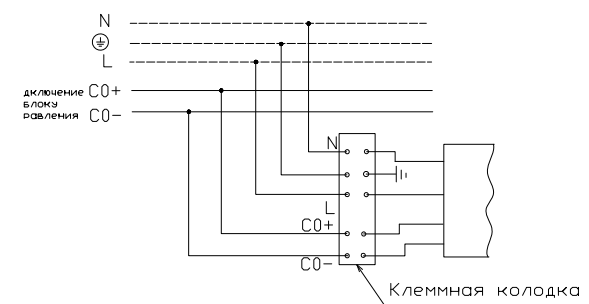 N
L
дключение CO+
блоку
равления CO-
N
L
CO+
CO-
Клеммная колодка